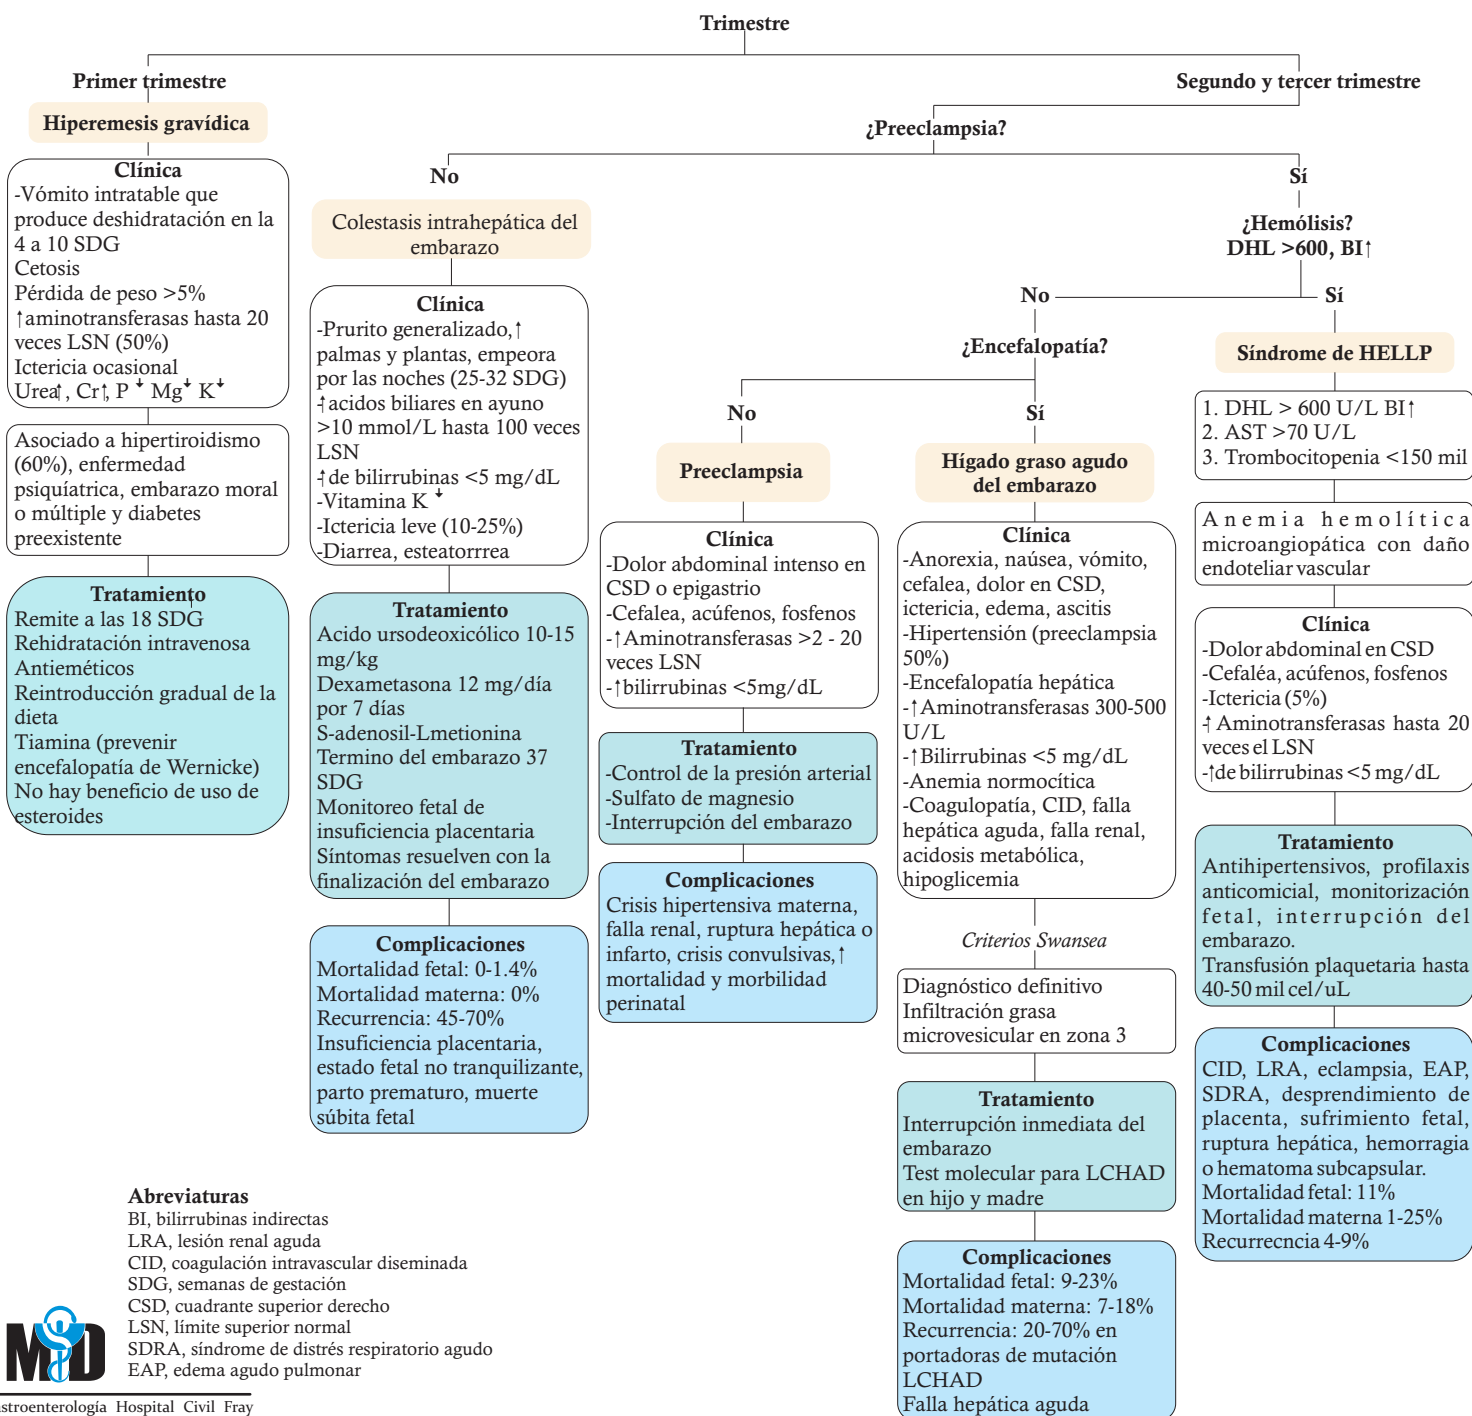 Trimestre
Primer trimestre
Hiperemesis gravídica
Clínica
-Vómito intratable que
produce deshidratación en la
4 a 10 SDG
Cetosis
Pérdida de peso >5%
↑aminotransferasas hasta 20
veces LSN (50%)
Ictericia ocasional
Urea↑, Cr↑, P ↓ Mg↓ K↓
Asociado a hipertiroidismo
(60%), enfermedad
psiquíatrica, embarazo moral
o múltiple y diabetes
preexistente
Tratamiento
Remite a las 18 SDG
Rehidratación intravenosa
Antieméticos
Reintroducción gradual de la
dieta
Tiamina (prevenir
encefalopatía de Wernicke)
No hay beneficio de uso de
esteroides
Segundo y tercer trimestre
¿Preeclampsia?
No
Colestasis intrahepática del
embarazo
Clínica
-Prurito generalizado,↑
palmas y plantas, empeora
por las noches (25-32 SDG)
-↑acidos biliares en ayuno
>10 mmol/L hasta 100 veces
LSN
-↑de bilirrubinas <5 mg/dL
-Vitamina K ↓
-Ictericia leve (10-25%)
-Diarrea, esteatorrrea
Tratamiento
Acido ursodeoxicólico 10-15
mg/kg
Dexametasona 12 mg/día
por 7 días
S-adenosil-Lmetionina
Termino del embarazo 37
SDG
Monitoreo fetal de
insuficiencia placentaria
Síntomas resuelven con la
finalización del embarazo
Complicaciones
Mortalidad fetal: 0-1.4%
Mortalidad materna: 0%
Recurrencia: 45-70%
Insuficiencia placentaria,
estado fetal no tranquilizante,
parto prematuro, muerte
súbita fetal
Sí
¿Hemólisis?
DHL >600, BI↑
No
Sí
¿Encefalopatía?
No
Preeclampsia
Clínica
-Dolor abdominal intenso en
CSD o epigastrio
-Cefalea, acúfenos, fosfenos
-↑Aminotransferasas >2 - 20
veces LSN
-↑bilirrubinas <5mg/dL
Tratamiento
-Control de la presión arterial
-Sulfato de magnesio
-Interrupción del embarazo
Complicaciones
Crisis hipertensiva materna,
falla renal, ruptura hepática o
infarto, crisis convulsivas,↑
mortalidad y morbilidad
perinatal
Sí
Hígado graso agudo
del embarazo
Clínica
-Anorexia, naúsea, vómito,
cefalea, dolor en CSD,
ictericia, edema, ascitis
-Hipertensión (preeclampsia
50%)
-Encefalopatía hepática
-↑Aminotransferasas 300-500
U/L
-↑Bilirrubinas <5 mg/dL
-Anemia normocítica
-Coagulopatía, CID, falla
hepática aguda, falla renal,
acidosis metabólica,
hipoglicemia
Criterios Swansea
Diagnóstico definitivo
Infiltración grasa
microvesicular en zona 3
Tratamiento
Interrupción inmediata del
embarazo
Test molecular para LCHAD
en hijo y madre
Complicaciones
Mortalidad fetal: 9-23%
Mortalidad materna: 7-18%
Recurrencia: 20-70% en
portadoras de mutación
LCHAD
Falla hepática aguda
Síndrome de HELLP
1. DHL > 600 U/L BI↑
2. AST >70 U/L
3. Trombocitopenia <150 mil
Anemia hemolítica
microangiopática con daño
endoteliar vascular
Clínica
-Dolor abdominal en CSD
-Cefaléa, acúfenos, fosfenos
-Ictericia (5%)
-↑Aminotransferasas hasta 20
veces el LSN
-↑de bilirrubinas <5 mg/dL
Tratamiento
Antihipertensivos, profilaxis
anticomicial, monitorización
fetal, interrupción del
embarazo.
Transfusión plaquetaria hasta
40-50 mil cel/uL
Complicaciones
CID, LRA, eclampsia, EAP,
SDRA, desprendimiento de
placenta, sufrimiento fetal,
ruptura hepática, hemorragia
o hematoma subcapsular.
Mortalidad fetal: 11%
Mortalidad materna 1-25%
Recurrecncia 4-9%
Abreviaturas
BI, bilirrubinas indirectas
LRA, lesión renal aguda
CID, coagulación intravascular diseminada
SDG, semanas de gestación
CSD, cuadrante superior derecho
LSN, límite superior normal
SDRA, síndrome de distrés respiratorio agudo
EAP, edema agudo pulmonar
MD
stroenterología Hospital Civil Fray